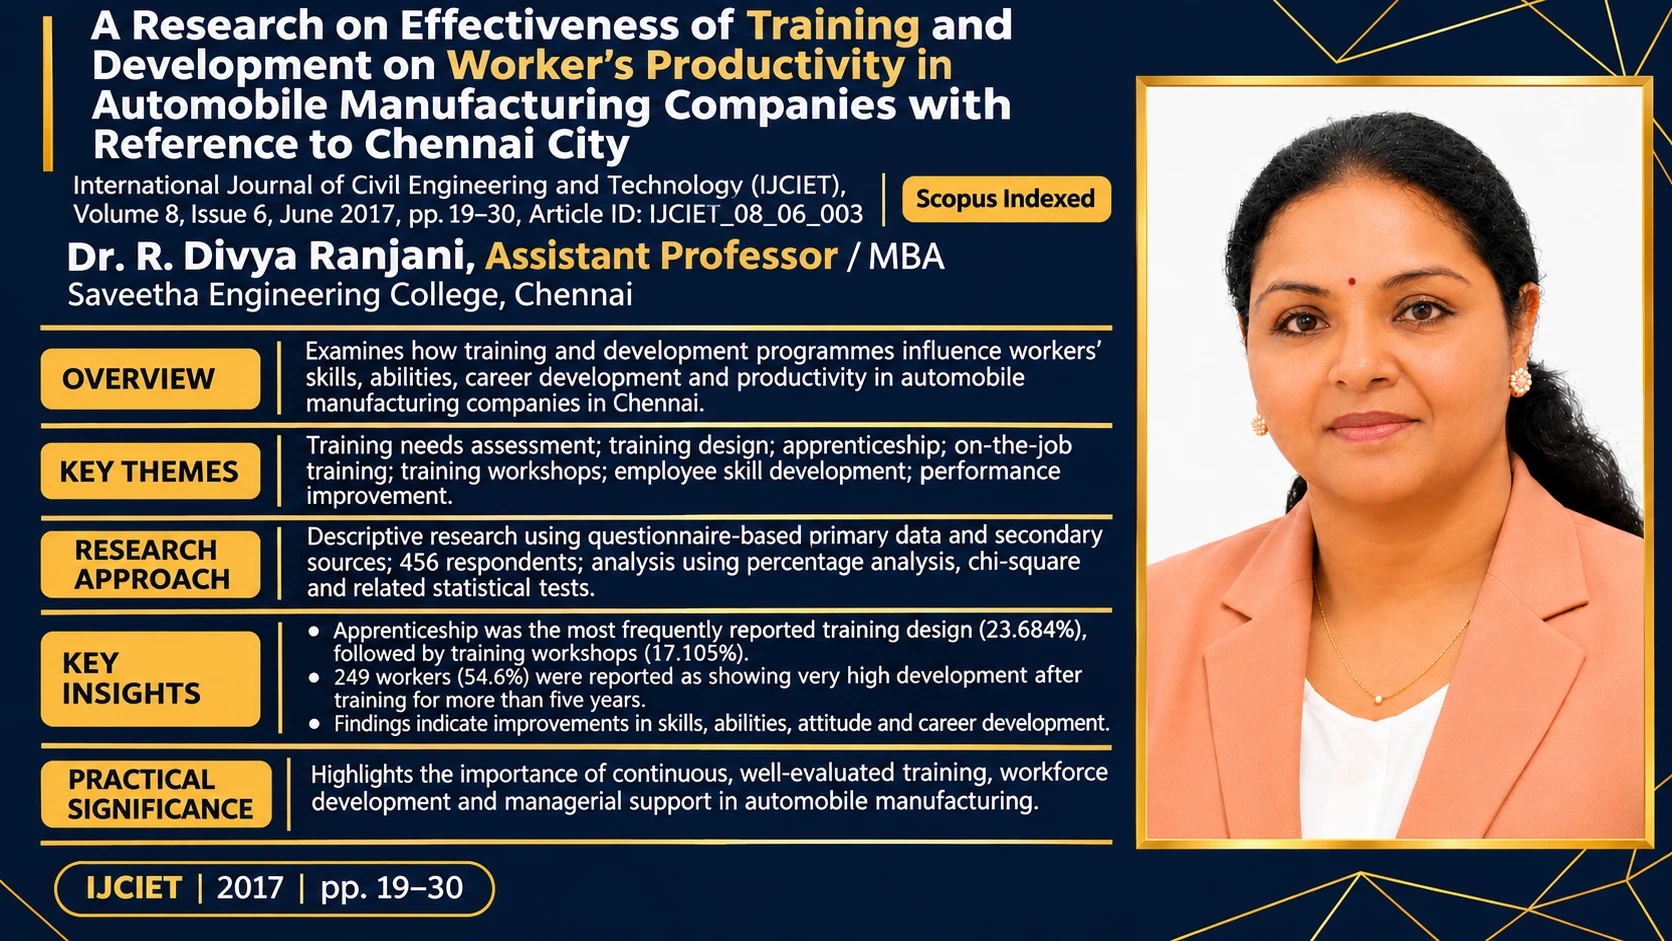 A Research on Effectiveness of Training and
Development on Worker's Productivity in
Automobile Manufacturing Companies with
Reference to Chennai City
International Journal of Civil Engineering and Technology (IJCIET),
Volume 8, Issue 6, June 2017, pp. 19–30, Article ID: IJCIET_08_06_003
Scopus Indexed
Dr. R. Divya Ranjani, Assistant Professor / MBA
Saveetha Engineering College, Chennai
OVERVIEW
Examines how training and development programmes influence workers'
skills, abilities, career development and productivity in automobile
manufacturing companies in Chennai.
KEY THEMES
Training needs assessment; training design; apprenticeship; on-the-job
training; training workshops; employee skill development; performance
improvement.
RESEARCH
APPROACH
Descriptive research using questionnaire-based primary data and secondary
sources; 456 respondents; analysis using percentage analysis, chi-square
and related statistical tests.
KEY
INSIGHTS
• Apprenticeship was the most frequently reported training design (23.684%),
followed by training workshops (17.105%).
• 249 workers (54.6%) were reported as showing very high development after
training for more than five years.
• Findings indicate improvements in skills, abilities, attitude and career development.
PRACTICAL
SIGNIFICANCE
Highlights the importance of continuous, well-evaluated training, workforce
development and managerial support in automobile manufacturing.
IJCIET | 2017 | pp. 19–30